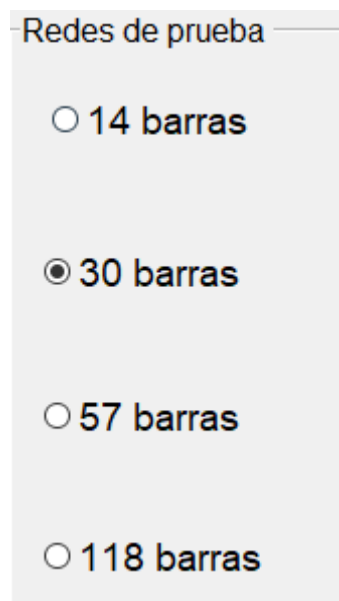 Redes de prueba
14 barras
30 barras
57 barras
118 barras